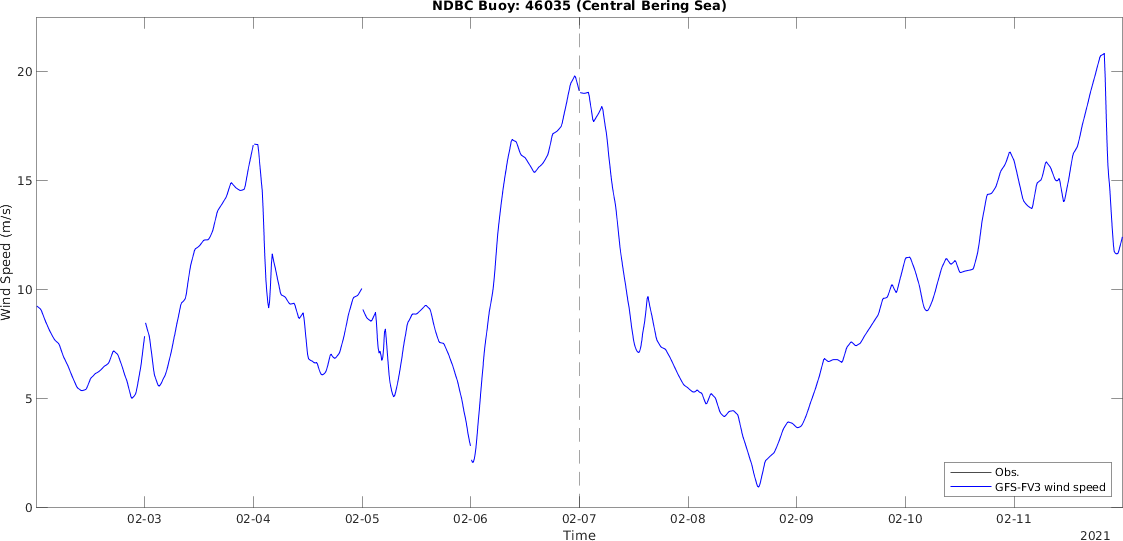 NDBC Buoy: 46035 (Central Bering Sea)
20
15
10
5
0
Wind Speed (m/s)
02-03 02-04 02-05 02-06 02-07 02-08 02-09 02-10 02-11
Time
2021
Obs.
GFS-FV3 wind speed